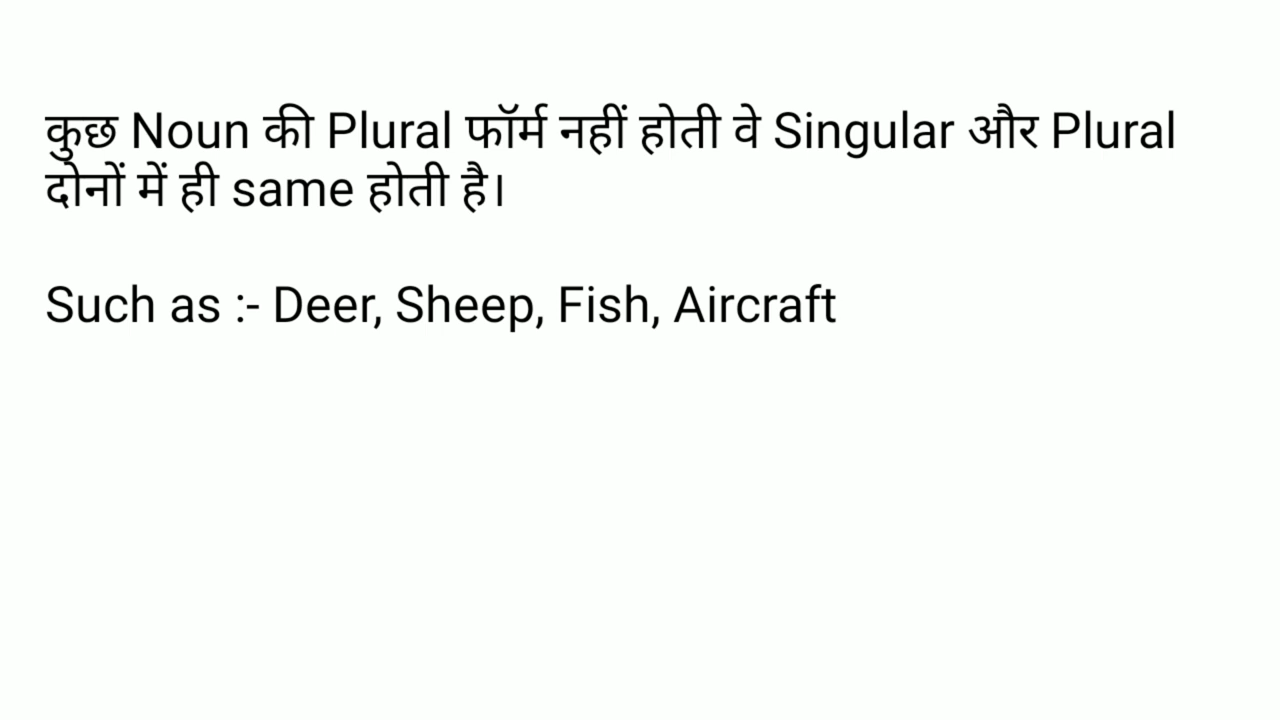 कुछ Noun की Plural फॉर्म नहीं होती वे Singular और Plural
दोनों में ही same होती है।
Such as :- Deer, Sheep, Fish, Aircraft